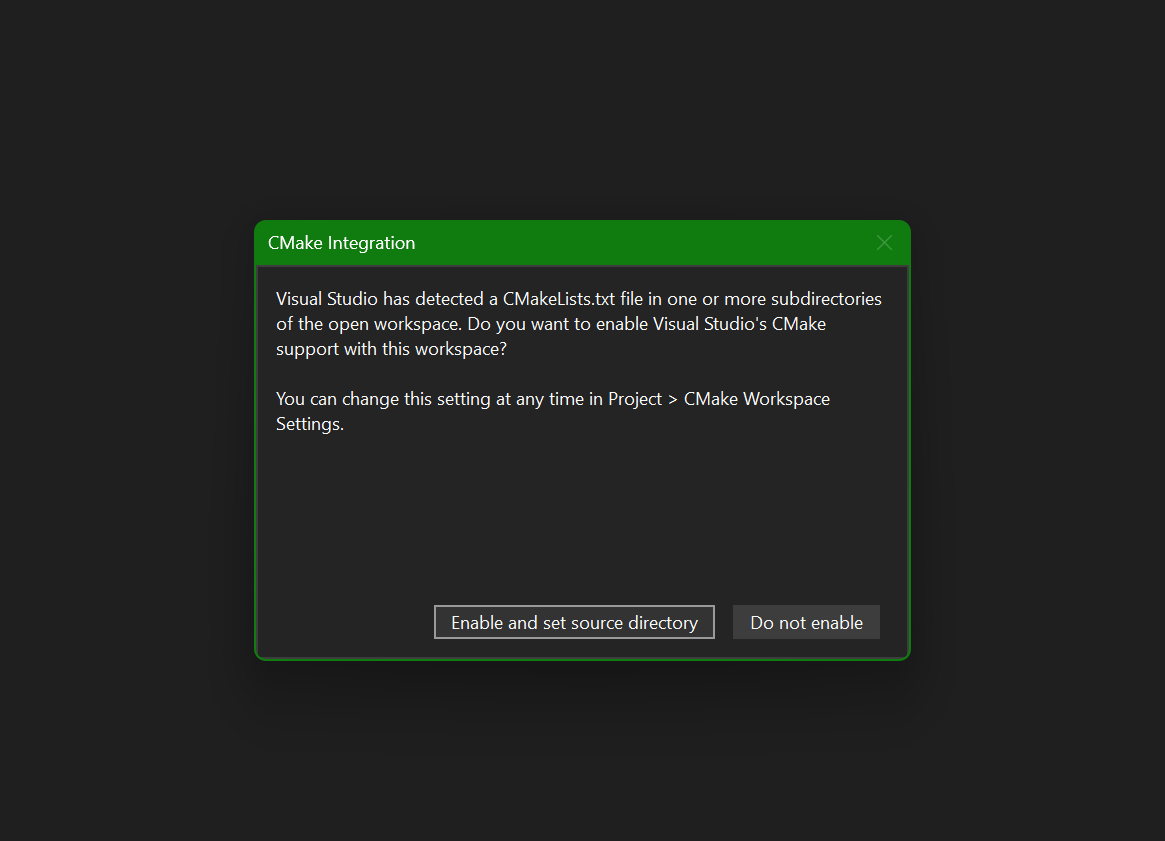 CMake Integration
Visual Studio has detected a CMakeLists.txt file in one or more subdirectories
of the open workspace. Do you want to enable Visual Studio's CMake
support with this workspace?
You can change this setting at any time in Project > CMake Workspace
Settings.
Enable and set source directory
Do not enable